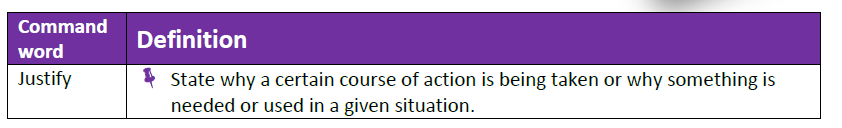 Command
word
Definition
Justify
State why a certain course of action is being taken or why something is
needed or used in a given situation.